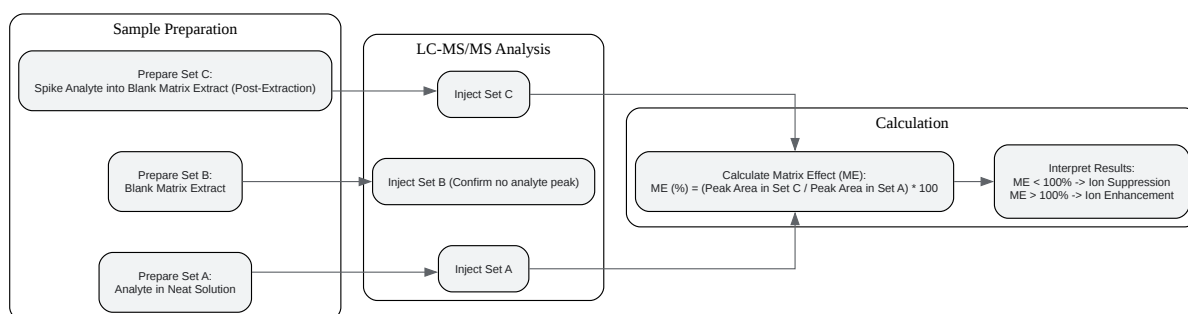 Sample Preparation
Prepare Set C:
Spike Analyte into Blank Matrix Extract (Post-Extraction)
Prepare Set B:
Blank Matrix Extract
Prepare Set A:
Analyte in Neat Solution
LC-MS/MS Analysis
Inject Set C
Inject Set B (Confirm no analyte peak)
Inject Set A
Calculation
Calculate Matrix Effect (ME):
ME (%) = (Peak Area in Set C / Peak Area in Set A) * 100
Interpret Results:
ME < 100% -> Ion Suppression
ME > 100% -> Ion Enhancement